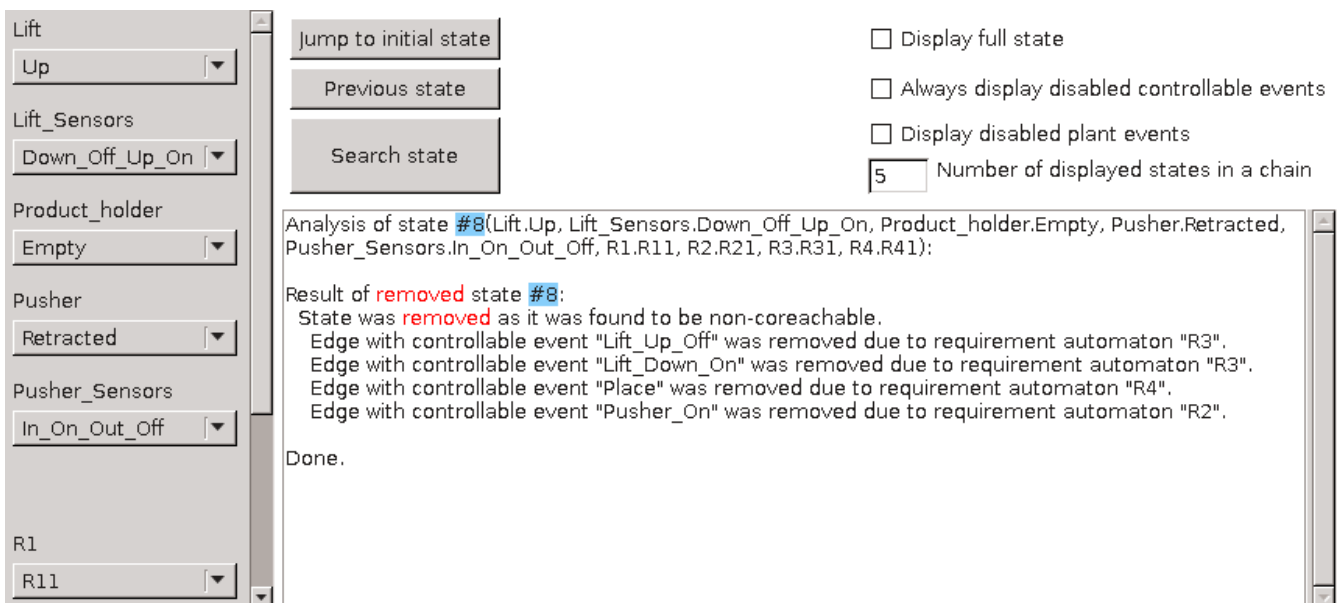 Lift
Up
Lift_Sensors
Down_Off_Up_On
Product_holder
Empty
Pusher
Retracted
Pusher_Sensors
In_On_Out_Off
R1
R11
Jump to initial state
Previous state
Search state
Display full state
Always display disabled controllable events
Display disabled plant events
5 Number of displayed states in a chain
Analysis of state #8(Lift.Up, Lift_Sensors.Down_Off_Up_On, Product_holder.Empty, Pusher.Retracted,
Pusher_Sensors.In_On_Out_Off, R1.R11, R2.R21, R3.R31, R4.R41):
Result of removed state #8:
State was removed as it was found to be non-coreachable.
Edge with controllable event "Lift_Up_Off" was removed due to requirement automaton "R3".
Edge with controllable event "Lift_Down_On" was removed due to requirement automaton "R3".
Edge with controllable event "Place" was removed due to requirement automaton "R4".
Edge with controllable event "Pusher_On" was removed due to requirement automaton "R2".
Done.